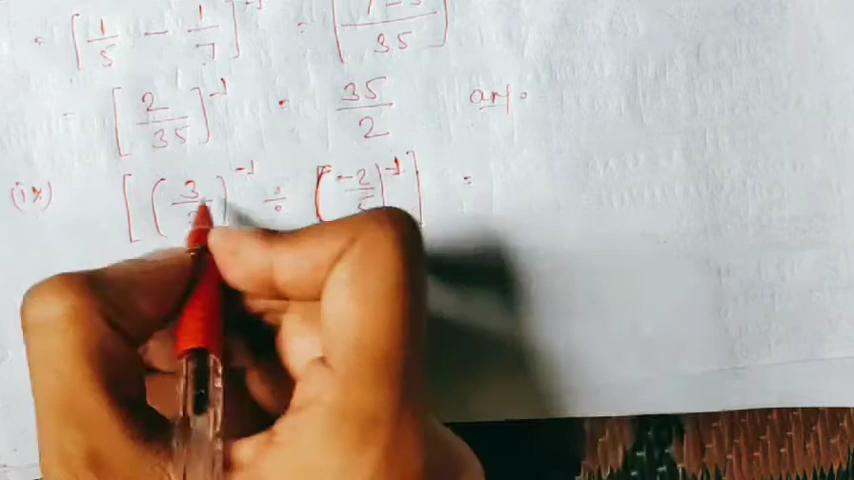 = [1/5 - 1/7]⁻¹ = [7-5/35]
= [2/35]⁻¹ = 35/2 ans.
(ix) [(3/)⁻¹ ÷ (-2/)⁻¹] =